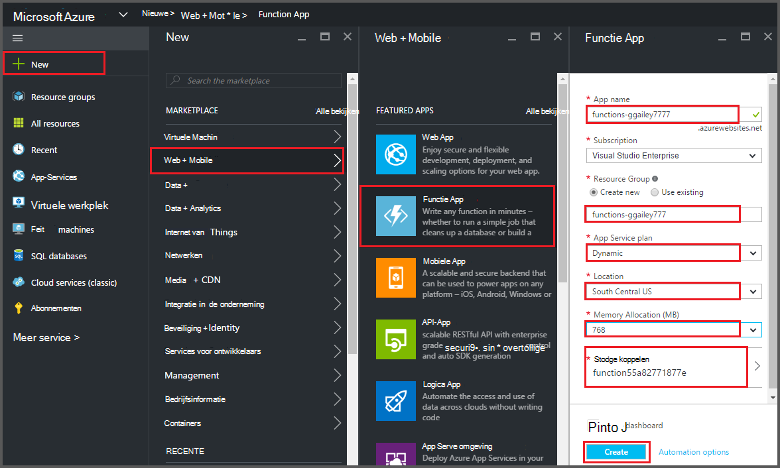 Microsoft Azure
Nieuwe >
Web + Mot * le >
Function App
New
Resource groups
All resources
Recent
App-Services
Virtuele werkplek
Feit machines
SQL databases
Cloud services (classic)
Abonnementen
Meer service >
New
Search the marketplace
MARKETPLACE
Alle bekijken
Virtuele Machin
Web + Mobile
Data +
Data + Analytics
Internet van Things
Netwerken
Media + CDN
Integratie in de onderneming
Beveiliging + Identity
Services voor ontwikkelaars
Management
Bedrijfsinformatie
Containers
RECENTE
Web + Mobile
FEATURED APPS
Alle bekijken
Web App
Enjoy secure and flexible
development, deployment, and
scaling options for your web app.
Functie App
Write any function in minutes –
whether to run a simple job that
cleans up a database or build a
Mobiele App
A scalable and secure backend that
can be used to power apps on any
platform – iOS, Android, Windows or
API-App
scalable RESTful API with enterprise
grade securi9•. sin * overtollige control
and auto SDK generation
Logica App
Automate the access and use of
data across clouds without writing
code
App Serve omgeving
Deploy Azure App Services in your
Functie App
* App name
functions-ggailey7777
.azurewebsites.net
* Subscription
Visual Studio Enterprise
* Resource Group
Create new Use existing
functions-ggailey777
* App Service plan
Dynamic
* Location
South Central US
* Memory Allocation (MB)
768
* Stodge koppelen
function55a82771877e
Pinto J dashboard
Create
Automation options